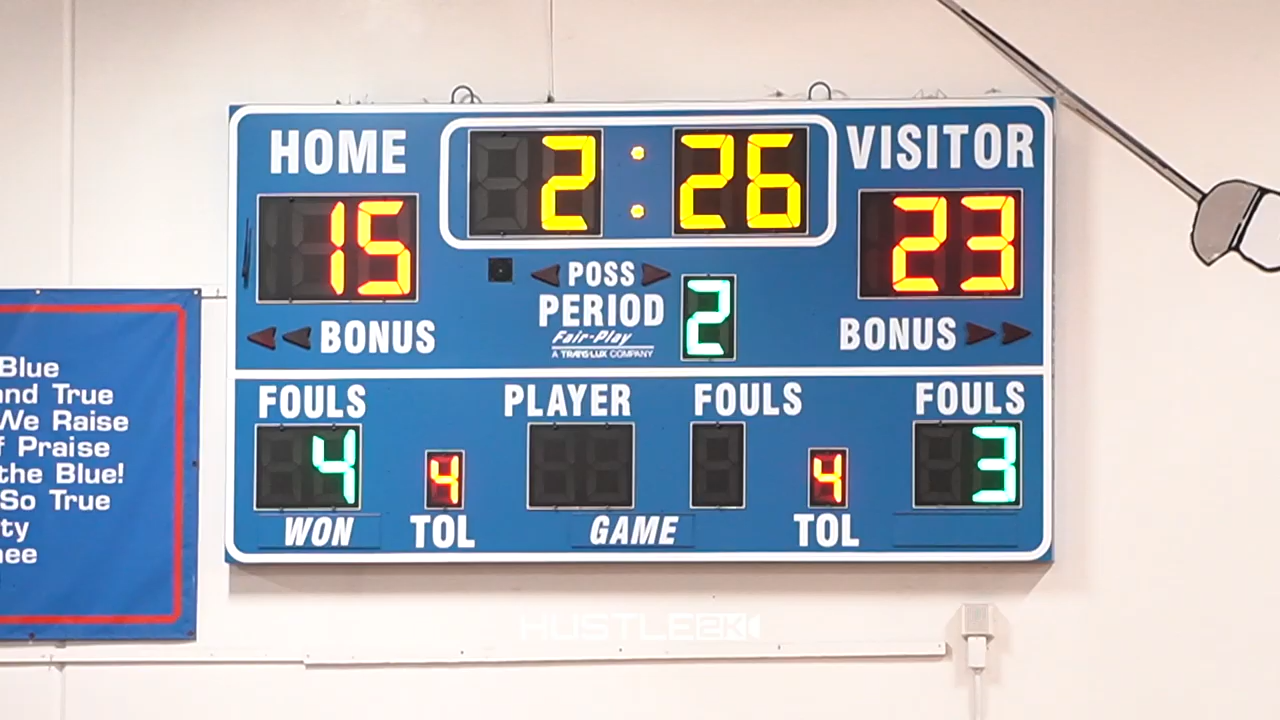 HOME 2:26 VISITOR
15 23
POSS
PERIOD 2
Fair-Play
A TRANS-LUX COMPANY
BONUS BONUS
FOULS PLAYER FOULS FOULS
4 4 4 3
WON TOL GAME TOL
Blue
and True
We Raise
f Praise
the Blue!
So True
ty
nee
HUSTLE2K